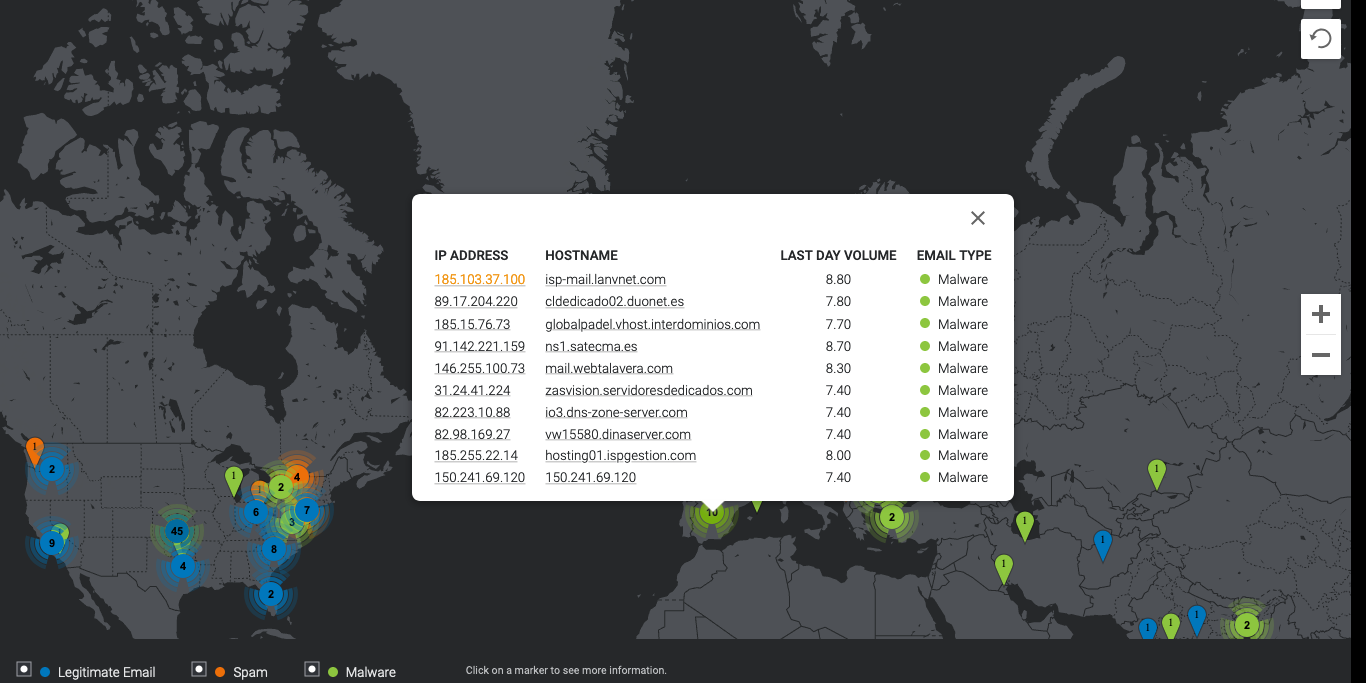 IP ADDRESS HOSTNAME LAST DAY VOLUME EMAIL TYPE
185.103.37.100 isp-mail.lanvnet.com 8.80 Malware
89.17.204.220 cldedicado02.duonet.es 7.80 Malware
185.15.76.73 globalpadel.vhost.interdominios.com 7.70 Malware
91.142.221.159 ns1.satecma.es 8.70 Malware
146.255.100.73 mail.webtalavera.com 8.30 Malware
31.24.41.224 zasvision.servidoresdedicados.com 7.40 Malware
82.223.10.88 io3.dns-zone-server.com 7.40 Malware
82.98.169.27 vw15580.dinaserver.com 7.40 Malware
185.255.22.14 hosting01.ispgestion.com 8.00 Malware
150.241.69.120 150.241.69.120 7.40 Malware
1
2
1
4
2
6
7
3
45
9
8
4
2
10
2
1
1
1
1
1
1
1
2
Legitimate Email Spam Malware Click on a marker to see more information.